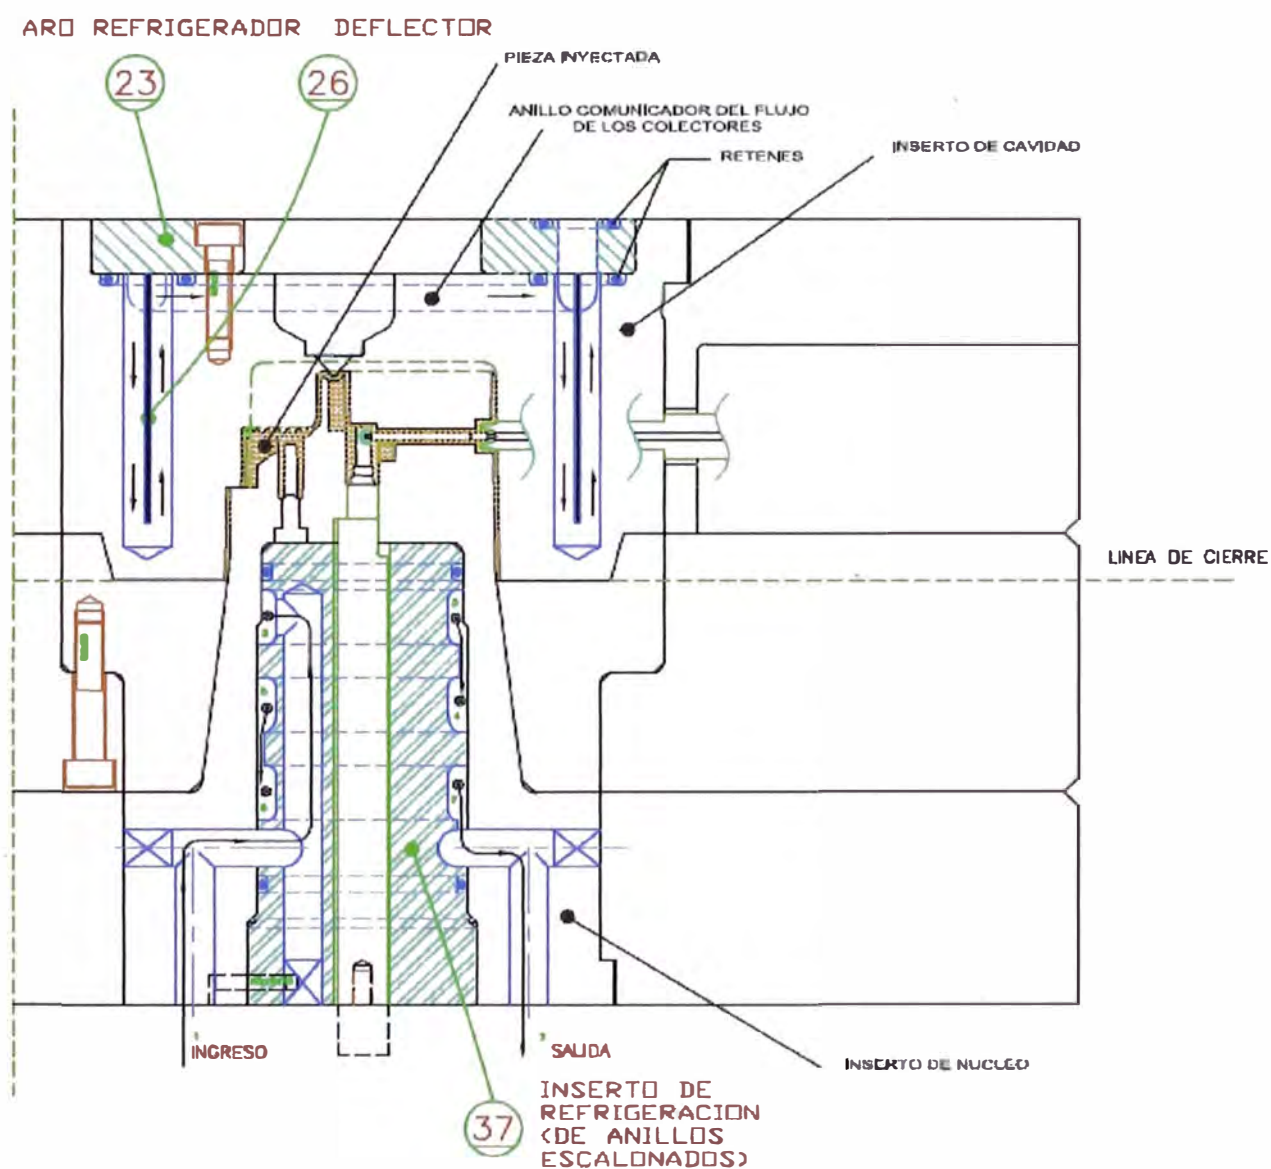 ARO REFRIGERADOR DEFLECTOR
23
26
PIEZA INYECTADA
ANILLO COMUNICADOR DEL FLUJO
DE LOS COLECTORES
RETENES
INSERTO DE CAVIDAD
LINEA DE CIERRE
INGRESO
SALIDA
INSERTO DE NUCLEO
37
INSERTO DE
REFRIGERACION
(DE ANILLOS
ESCALONADOS)